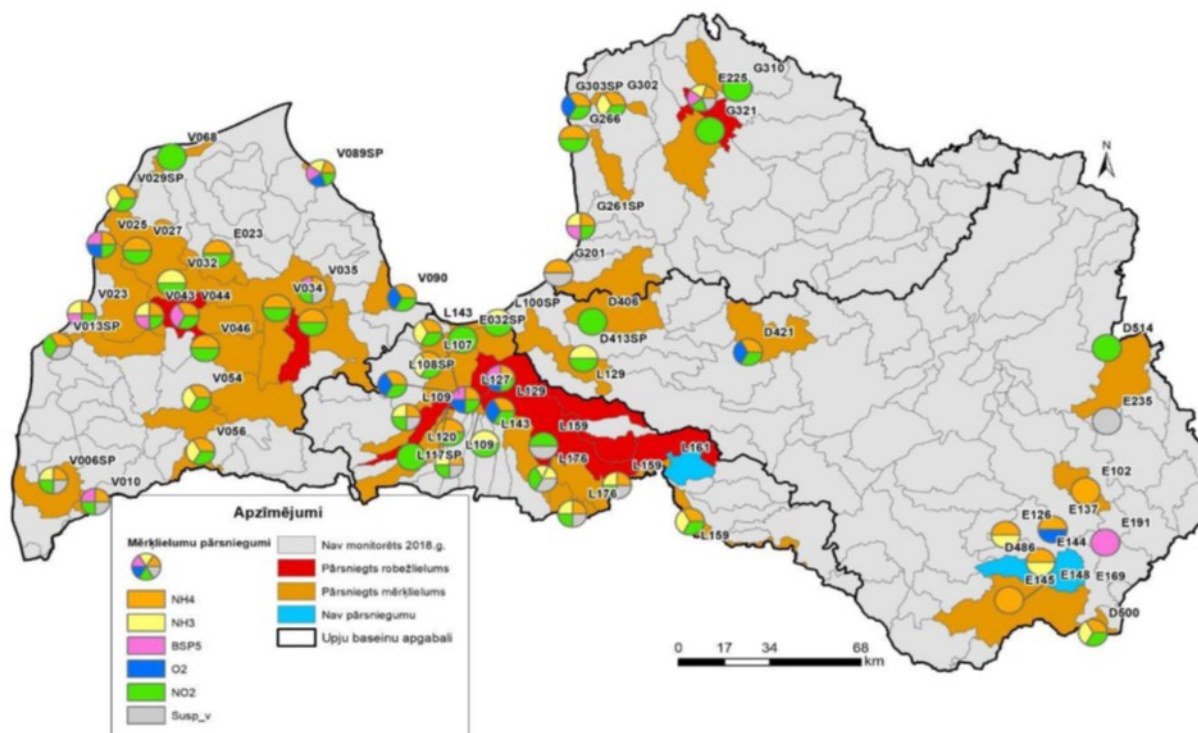 G310
E225
G303SP
G302
G266
G321
V068
V089SP
N
V029SP
G261SP
V025
V027
E023
V032
G201
V035
V090
V023
V043
V044
V034
L100SP
D406
L143
E032SP
V013SP
V046
L107
D413SP
D421
D514
L108SP
L129
V054
L127
L109
L129
E235
L143
L159
V056
L120
L109
L161
L117SP
L176
L159
V006SP
E102
V010
L176
E137
L159
E126
E191
D486
E144
E145
E148
E169
D500
Apzīmējumi
Mērķlielumu pārsniegumi
NH4
NH3
BSP5
O2
NO2
Susp_v
Nav monitorēts 2018.g.
Pārsniegts robežlielums
Pārsniegts mērķlielums
Nav pārsniegumu
Upju baseinu apgabali
0 17 34 68
km